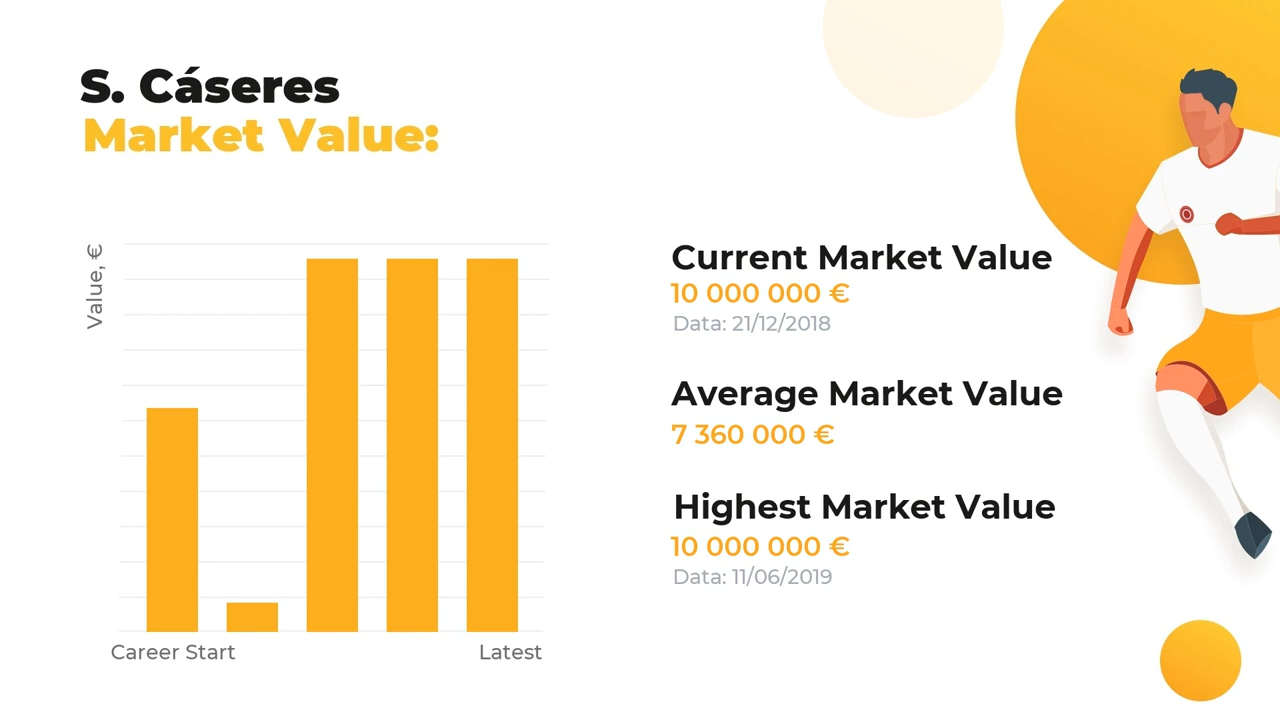 S. Cáseres
Market Value:
Value, €
Career Start
Latest
Current Market Value
10 000 000 €
Data: 21/12/2018
Average Market Value
7 360 000 €
Highest Market Value
10 000 000 €
Data: 11/06/2019